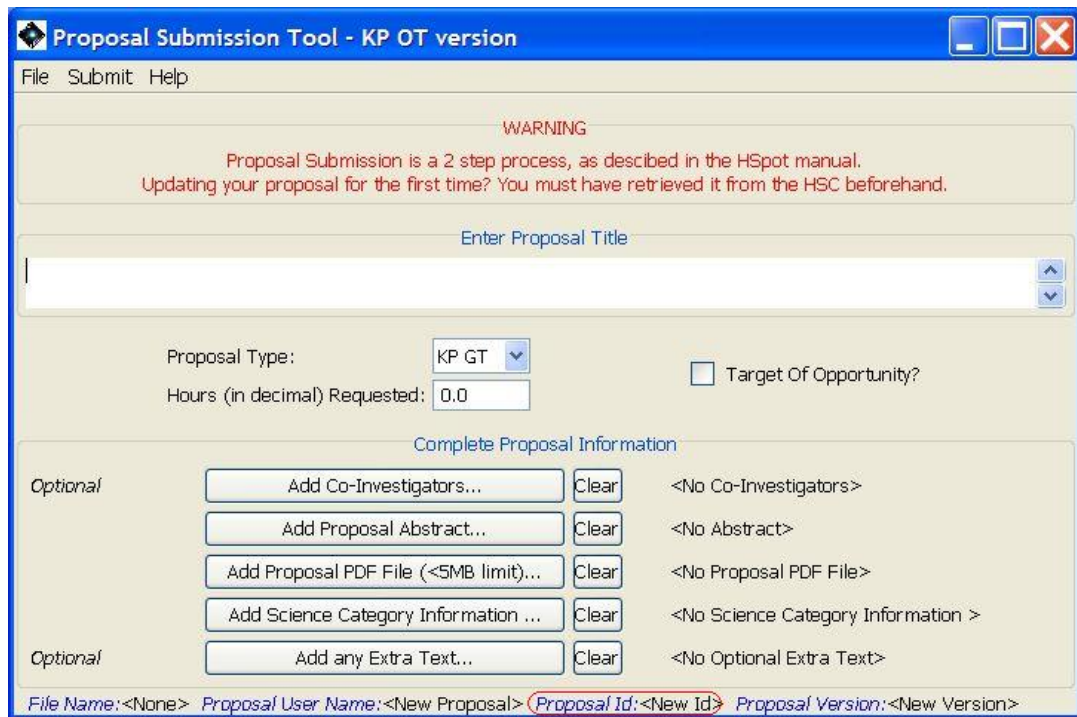 Proposal Submission Tool - KP OT version
File Submit Help
WARNING
Proposal Submission is a 2 step process, as descibed in the HSpot manual.
Updating your proposal for the first time? You must have retrieved it from the HSC beforehand.
Enter Proposal Title
Proposal Type: KP GT
Target Of Opportunity?
Hours (in decimal) Requested: 0.0
Complete Proposal Information
Optional Add Co-Investigators... Clear <No Co-Investigators>
Add Proposal Abstract... Clear <No Abstract>
Add Proposal PDF File (<5MB limit)... Clear <No Proposal PDF File>
Add Science Category Information ... Clear <No Science Category Information >
Optional Add any Extra Text... Clear <No Optional Extra Text>
File Name:<None> Proposal User Name:<New Proposal> Proposal Id:<New Id> Proposal Version:<New Version>